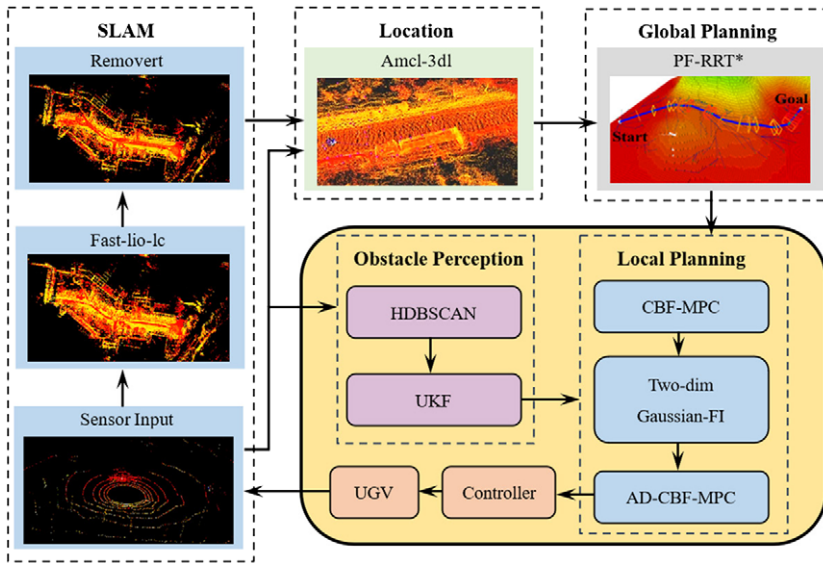 SLAM
Removert
Fast-lio-lc
Sensor Input
Location
Amcl-3dl
Global Planning
PF-RRT*
Start
Goal
Obstacle Perception
HDBSCAN
UKF
Local Planning
CBF-MPC
Two-dim
Gaussian-FI
AD-CBF-MPC
Controller
UGV